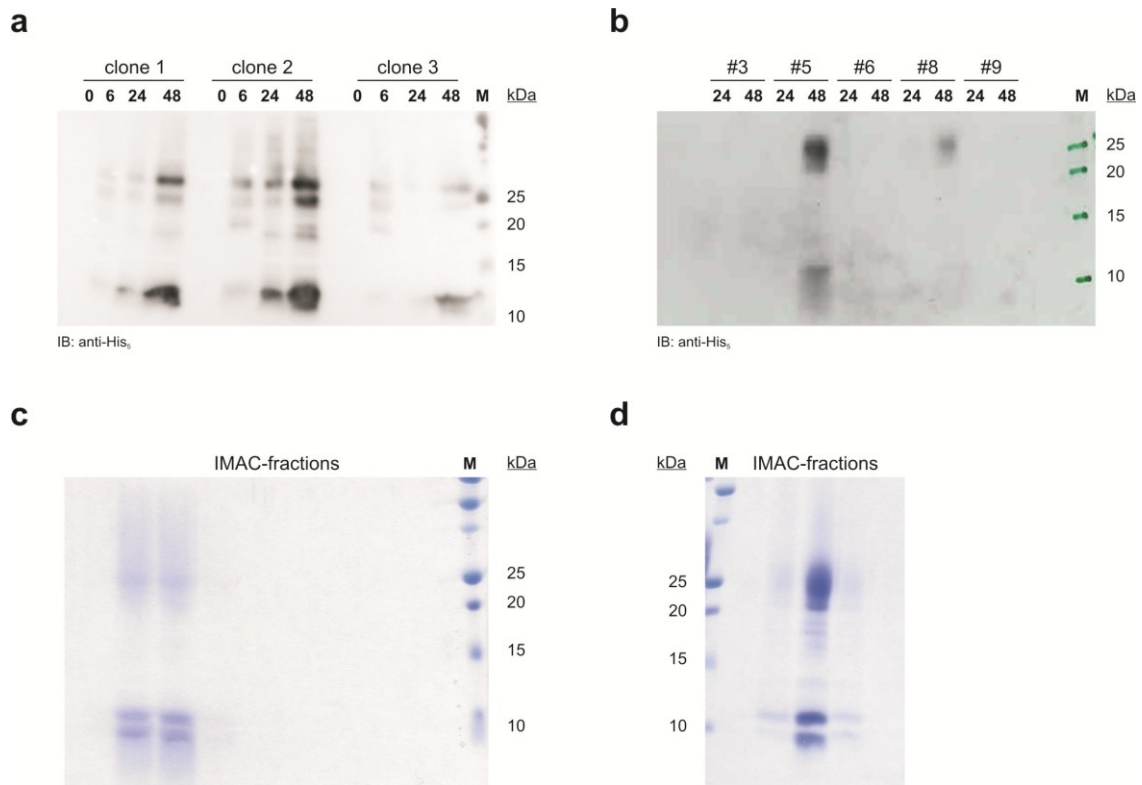 a
clone 1 clone 2 clone 3
0 6 24 48 0 6 24 48 0 6 24 48 M kDa
25
20
15
10
IB: anti-His₅
b
#3 #5 #6 #8 #9
24 48 24 48 24 48 24 48 24 48 M kDa
25
20
15
10
IB: anti-His₅
c
IMAC-fractions M kDa
25
20
15
10
d
kDa M IMAC-fractions
25
20
15
10